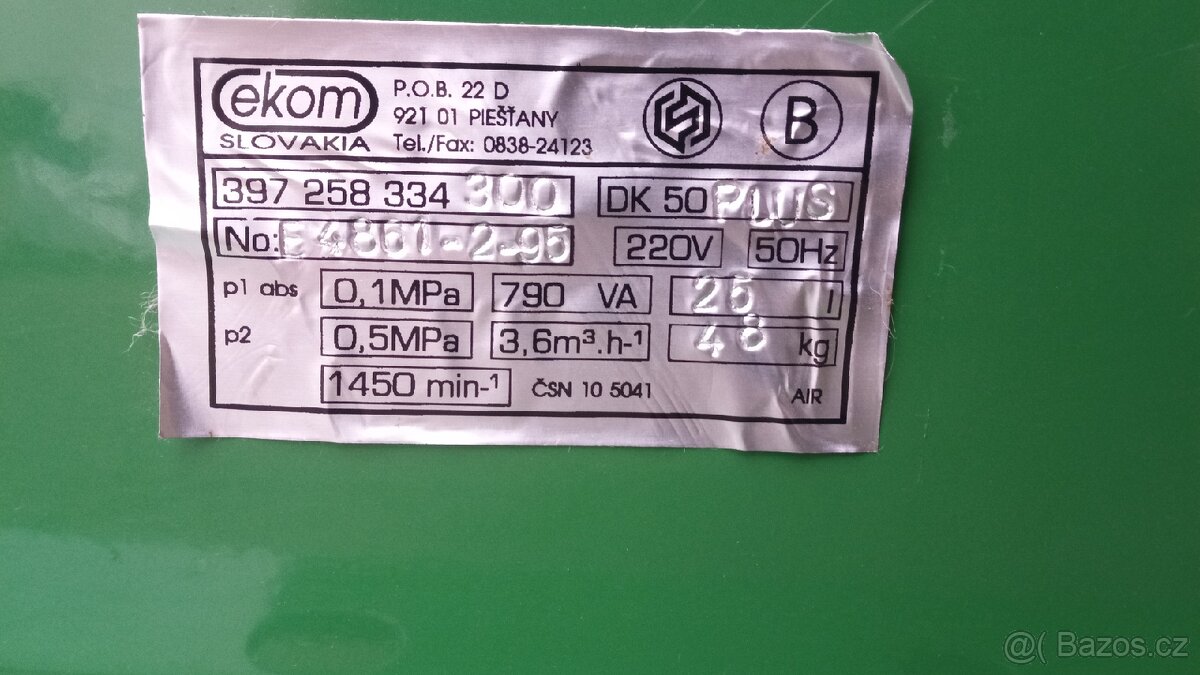 ekom
SLOVAKIA
P.O.B. 22 D
921 01 PIEŠŤANY
Tel./Fax: 0838-24123
B
397 258 334 300
DK 50 PLUS
No: E4861-2-95
220V
50Hz
p1 abs
0,1MPa
790 VA
25 l
p2
0,5MPa
3,6m³.h-¹
48 kg
1450 min-¹
ČSN 10 5041
AIR
@( Bazos.cz